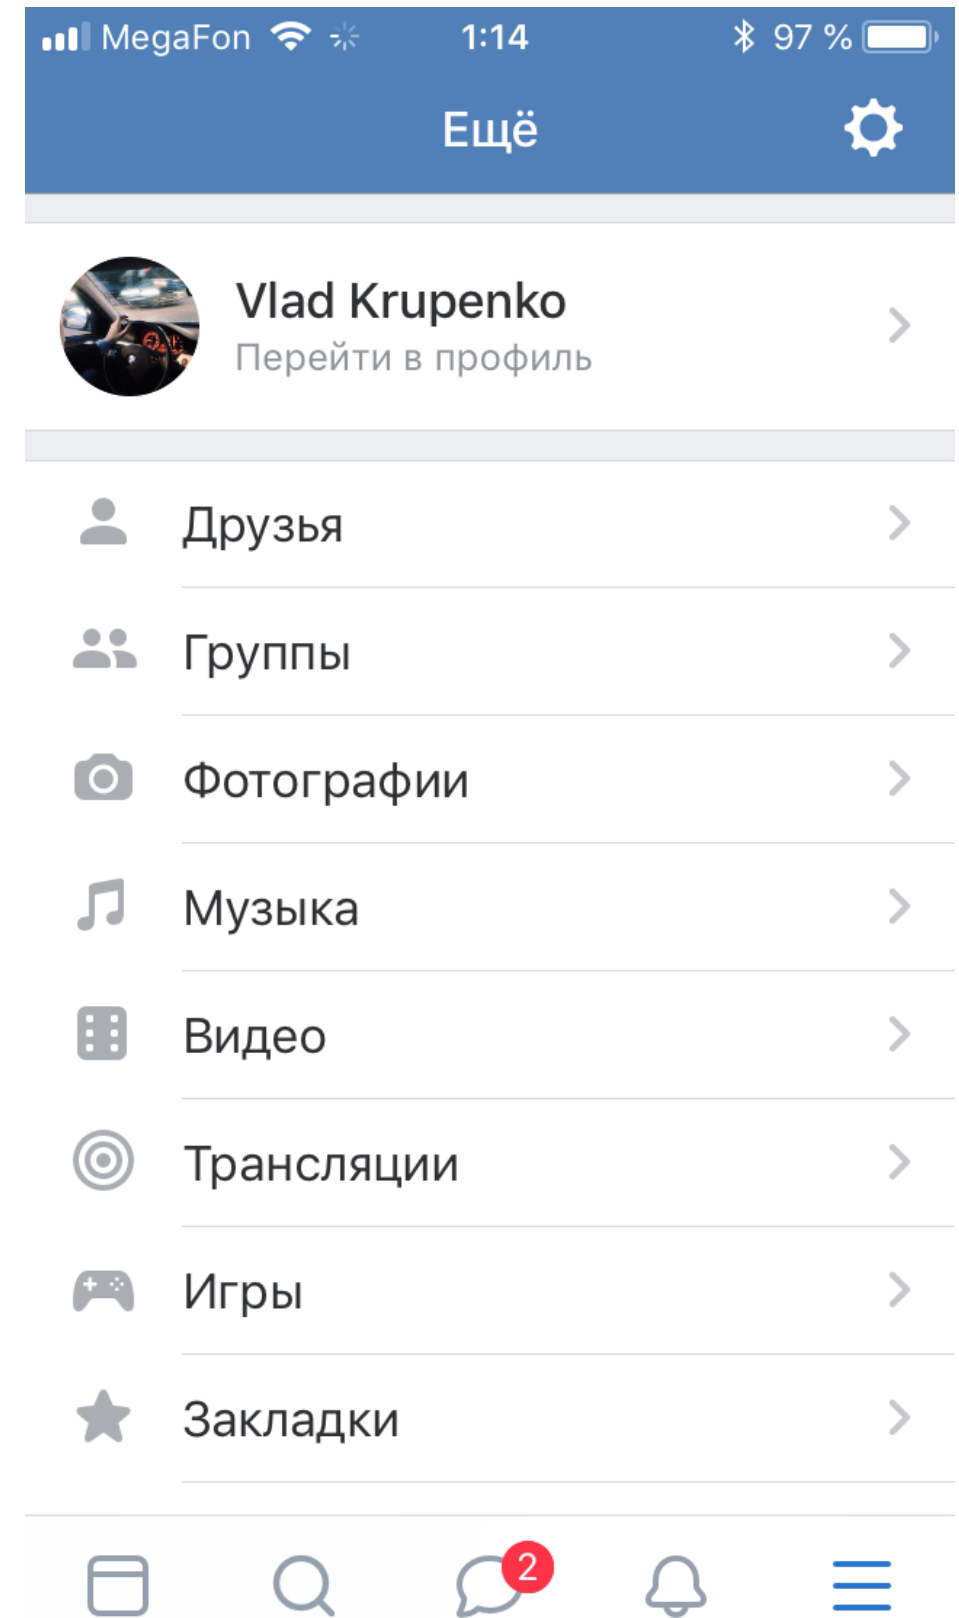 MegaFon 1:14 97 %
Ещё
Vlad Krupenko
Перейти в профиль
Друзья
Группы
Фотографии
Музыка
Видео
Трансляции
Игры
Закладки
2